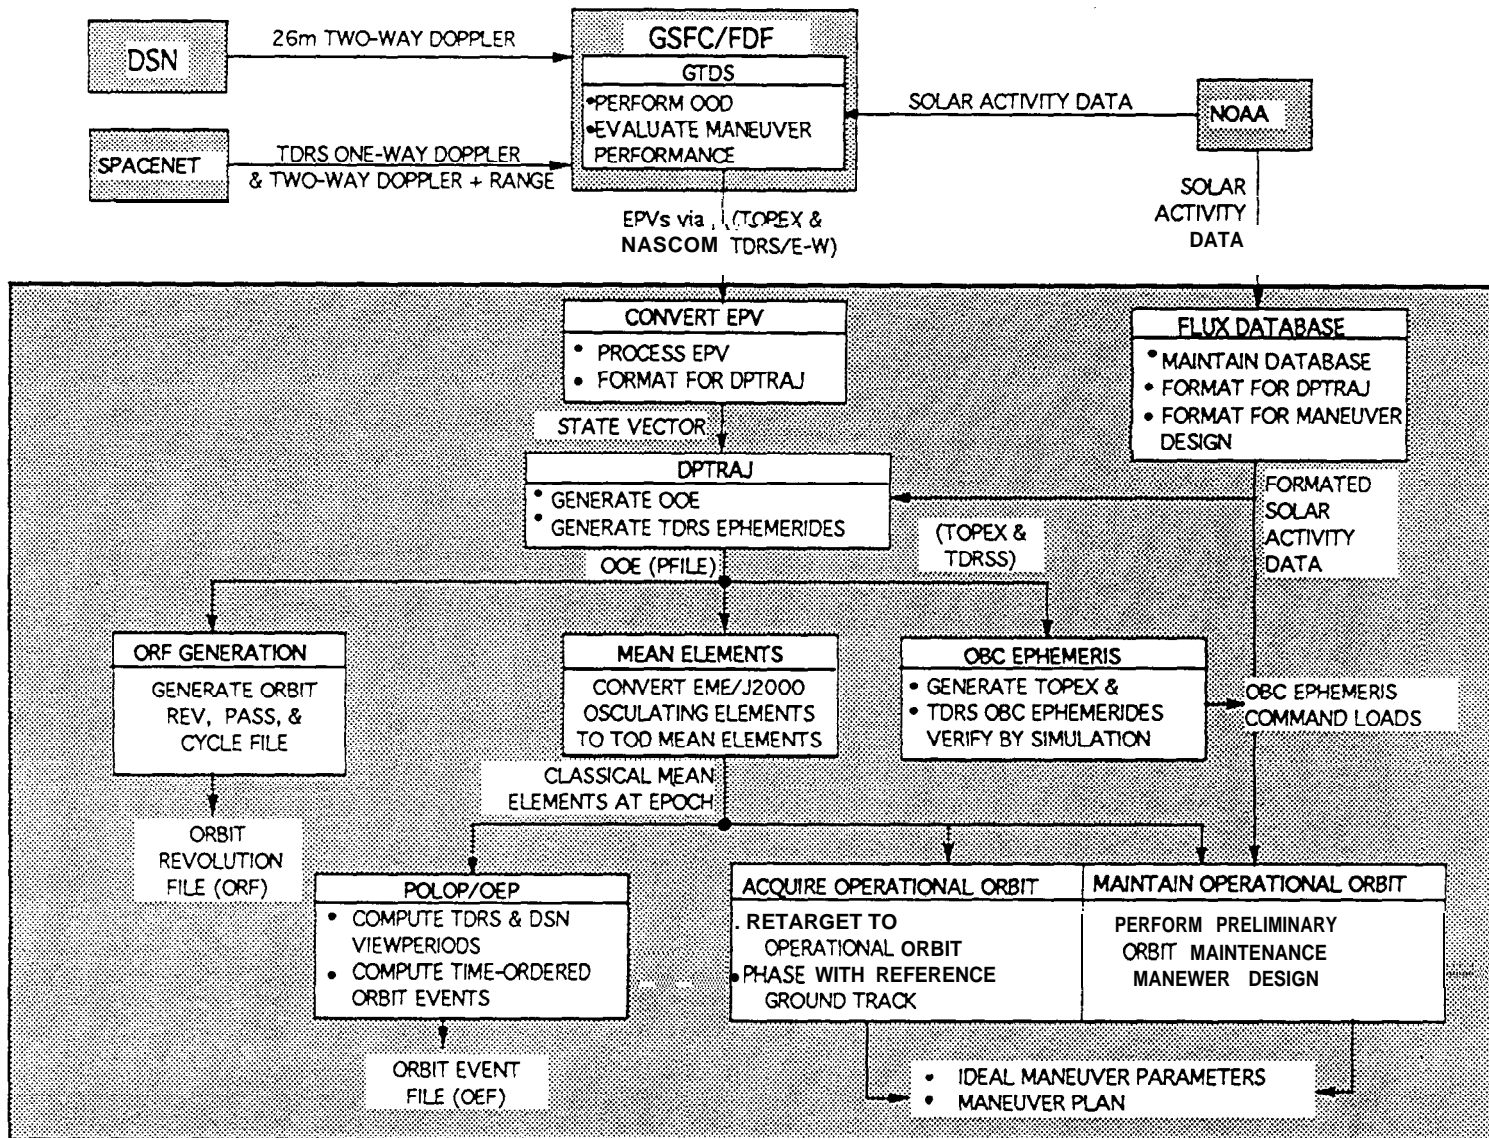 DSN
26m TWO-WAY DOPPLER
GSFC/FDF
GTDS
•PERFORM OOD
•EVALUATE MANEUVER
PERFORMANCE
SOLAR ACTIVITY DATA
NOAA
SPACENET
TDRS ONE-WAY DOPPLER
& TWO-WAY DOPPLER + RANGE
EPVs via (TOPEX &
NASCOM TDRS/E-W)
SOLAR
ACTIVITY
DATA
CONVERT EPV
• PROCESS EPV
• FORMAT FOR DPTRAJ
FLUX DATABASE
• MAINTAIN DATABASE
• FORMAT FOR DPTRAJ
• FORMAT FOR MANEUVER
DESIGN
STATE VECTOR
DPTRAJ
• GENERATE OOE
• GENERATE TDRS EPHEMERIDES
FORMATED
SOLAR
ACTIVITY
DATA
(TOPEX &
TDRSS)
OOE (PFILE)
ORF GENERATION
GENERATE ORBIT
REV, PASS, &
CYCLE FILE
MEAN ELEMENTS
CONVERT EME/J2000
OSCULATING ELEMENTS
TO TOD MEAN ELEMENTS
OBC EPHEMERIS
• GENERATE TOPEX &
• TDRS OBC EPHEMERIDES
VERIFY BY SIMULATION
OBC EPHEMERIS
COMMAND LOADS
CLASSICAL MEAN
ELEMENTS AT EPOCH
ORBIT
REVOLUTION
FILE (ORF)
POLOP/OEP
• COMPUTE TDRS & DSN
VIEWPERIODS
• COMPUTE TIME-ORDERED
ORBIT EVENTS
ACQUIRE OPERATIONAL ORBIT
. RETARGET TO
OPERATIONAL ORBIT
•PHASE WITH REFERENCE
GROUND TRACK
MAINTAIN OPERATIONAL ORBIT
PERFORM PRELIMINARY
ORBIT MAINTENANCE
MANEWER DESIGN
ORBIT EVENT
FILE (OEF)
• IDEAL MANEUVER PARAMETERS
• MANEUVER PLAN